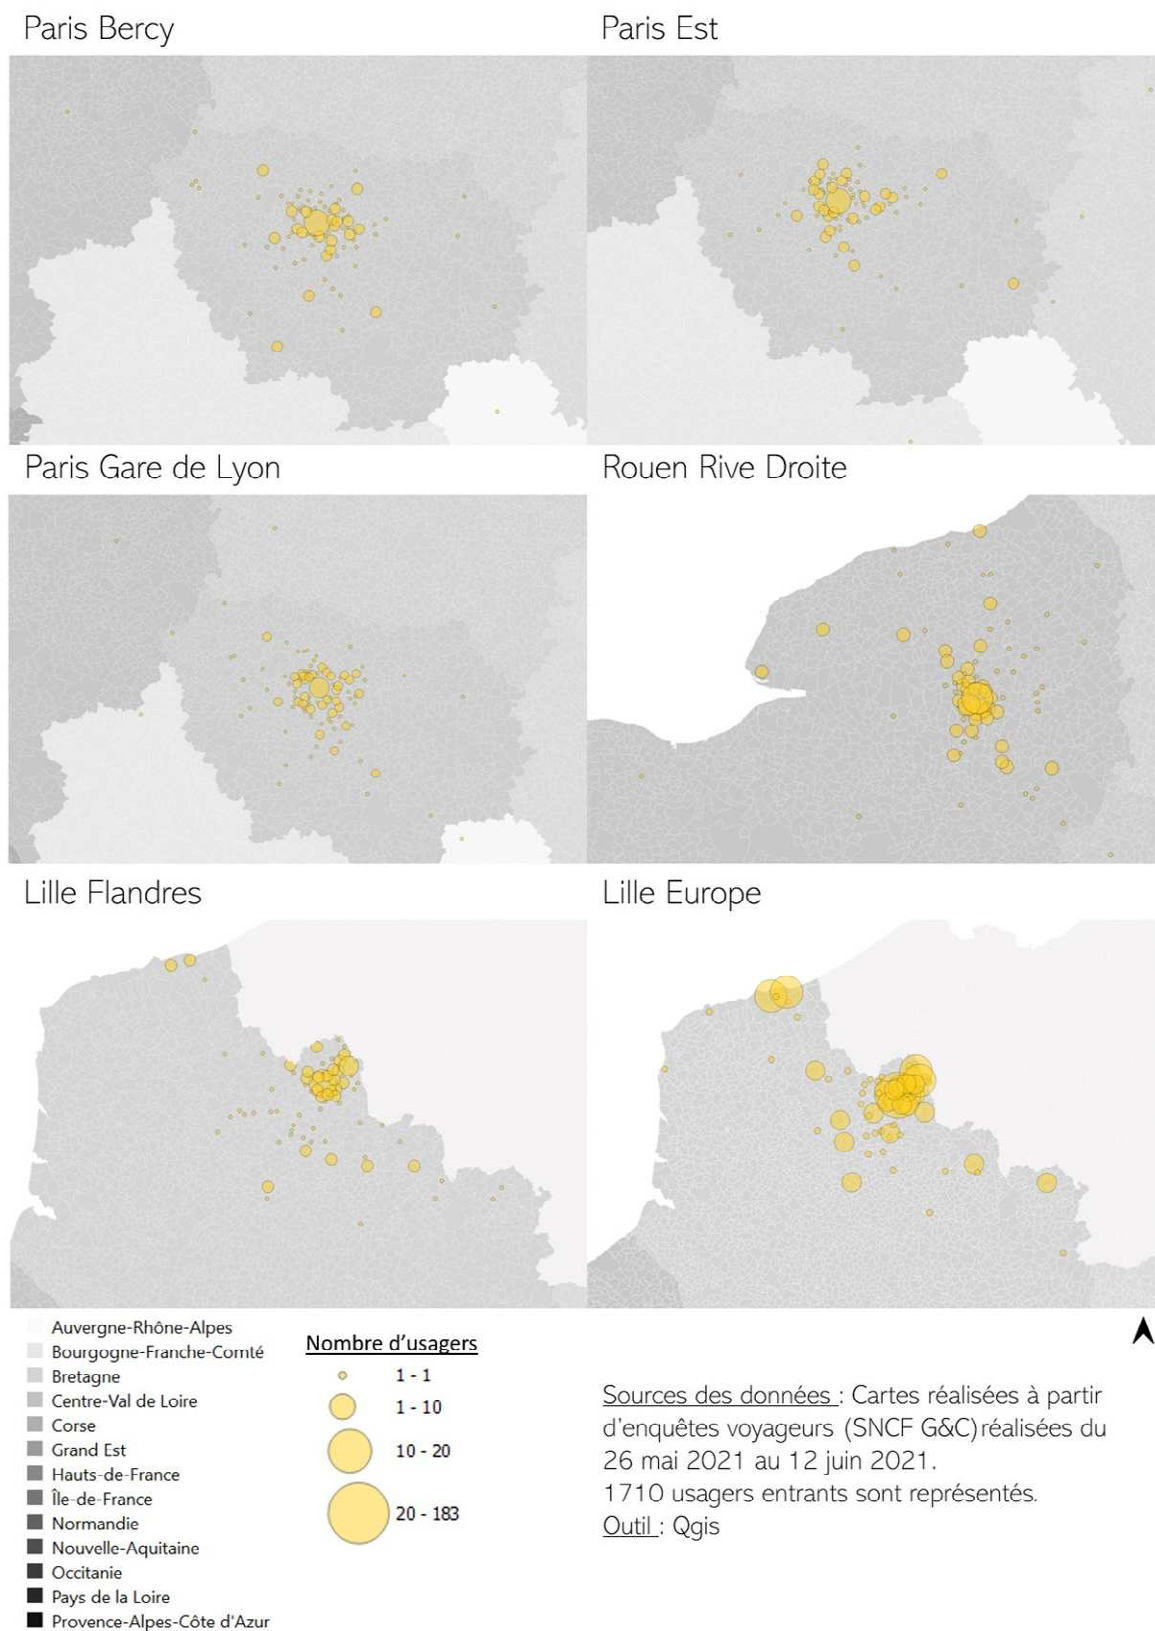 Paris Bercy
Paris Est
Paris Gare de Lyon
Rouen Rive Droite
Lille Flandres
Lille Europe
Auvergne-Rhône-Alpes
Bourgogne-Franche-Comté
Bretagne
Centre-Val de Loire
Corse
Grand Est
Hauts-de-France
Île-de-France
Normandie
Nouvelle-Aquitaine
Occitanie
Pays de la Loire
Provence-Alpes-Côte d'Azur
Nombre d’usagers
1 - 1
1 - 10
10 - 20
20 - 183
Sources des données : Cartes réalisées à partir
d’enquêtes voyageurs (SNCF G&C) réalisées du
26 mai 2021 au 12 juin 2021.
1710 usagers entrants sont représentés.
Outil : Qgis